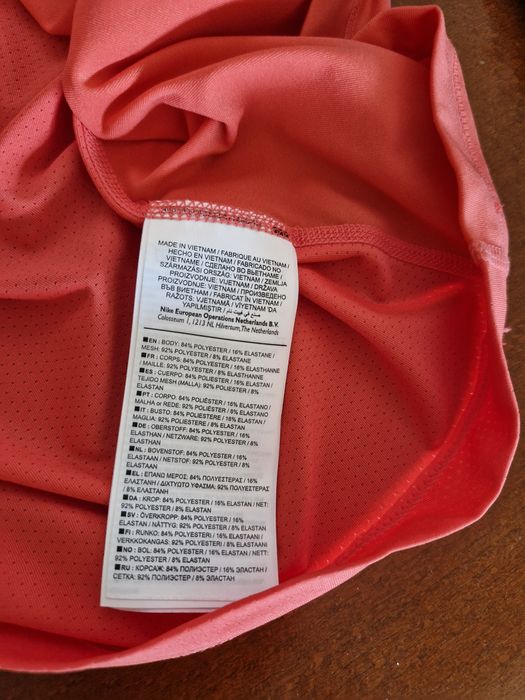 MADE IN VIETNAM / FABRIQUE AU VIETNAM /
HECHO EN VIETNAM / FABRICADO NO
VIETNAME / СДЕЛАНО ВО ВЬЕТНАМЕ /
SZÁRMAZÁSI ORSZÁG: VIETNAM / ZEMLJA
PROIZVODNJE: VIJETNAM / DRŽAVA
PROIZVODNJE: VIETNAM / ПРОИЗВЕДЕНО
ВЪВ ВИЕТНАМ / FABRICAT ÎN VIETNAM /
RAŽOTS: VJETNAMĀ / VİYETNAM'DA
YAPILMIŞTIR / صنع في فيت نام
Nike European Operations Netherlands B.V.
Colosseum 1, 1213 NL Hilversum, The Netherlands
EN: BODY: 84% POLYESTER / 16% ELASTANE /
MESH: 92% POLYESTER / 8% ELASTANE
FR: CORPS: 84% POLYESTER / 16% ELASTHANNE
/ MAILLE: 92% POLYESTER / 8% ELASTHANNE
ES: CUERPO: 84% POLIÉSTER / 16% ELASTANO /
TEJIDO MESH (MALLA): 92% POLIÉSTER / 8%
ELASTANO
PT: CORPO: 84% POLIÉSTER / 16% ELASTANO /
MALHA or REDE: 92% POLIÉSTER / 8% ELASTANO
IT: BUSTO: 84% POLIESTERE / 16% ELASTAN /
MAGLIA: 92% POLIESTERE / 8% ELASTAN
DE: OBERSTOFF: 84% POLYESTER / 16%
ELASTHAN / NETZWARE: 92% POLYESTER / 8%
ELASTHAN
NL: BOVENSTOF: 84% POLYESTER / 16%
ELASTAAN / NETSTOF: 92% POLYESTER / 8%
ELASTAAN
EL: ΕΠΑΝΩ ΜΕΡΟΣ: 84% ΠΟΛΥΕΣΤΕΡΑΣ / 16%
ΕΛΑΣΤΑΝΗ / ΔΙΧΤΥΩΤΟ ΥΦΑΣΜΑ: 92% ΠΟΛΥΕΣΤΕΡΑΣ
/ 8% ΕΛΑΣΤΑΝΗ
DA: KROP: 84% POLYESTER / 16% ELASTAN / NET:
92% POLYESTER / 8% ELASTAN
SV: ÖVERKROPP: 84% POLYESTER / 16%
ELASTAN / NÄTTYG: 92% POLYESTER / 8% ELASTAN
FI: RUNKO: 84% POLYESTERI / 16% ELASTAANI
/ VERKKOKANGAS: 92% POLYESTERI / 8% ELASTAANI
NO: BOL: 84% POLYESTER / 16% ELASTAN / NETT:
92% POLYESTER / 8% ELASTAN
RU: КОРСАЖ: 84% ПОЛИЭСТЕР / 16% ЭЛАСТАН /
СЕТКА: 92% ПОЛИЭСТЕР / 8% ЭЛАСТАН